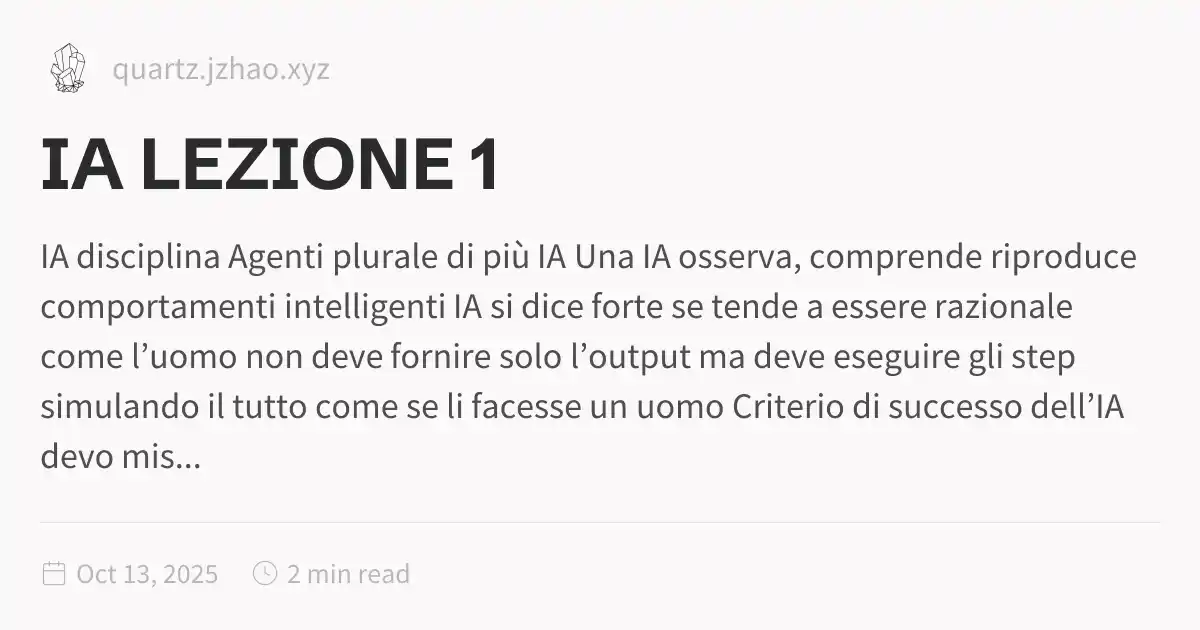 quartz.jzhao.xyz
IA LEZIONE 1
IA disciplina Agenti plurale di più IA Una IA osserva, comprende riproduce
comportamenti intelligenti IA si dice forte se tende a essere razionale
come l’uomo non deve fornire solo l’output ma deve eseguire gli step
simulando il tutto come se li facesse un uomo Criterio di successo dell’IA
devo mis...
Oct 13, 2025 2 min read